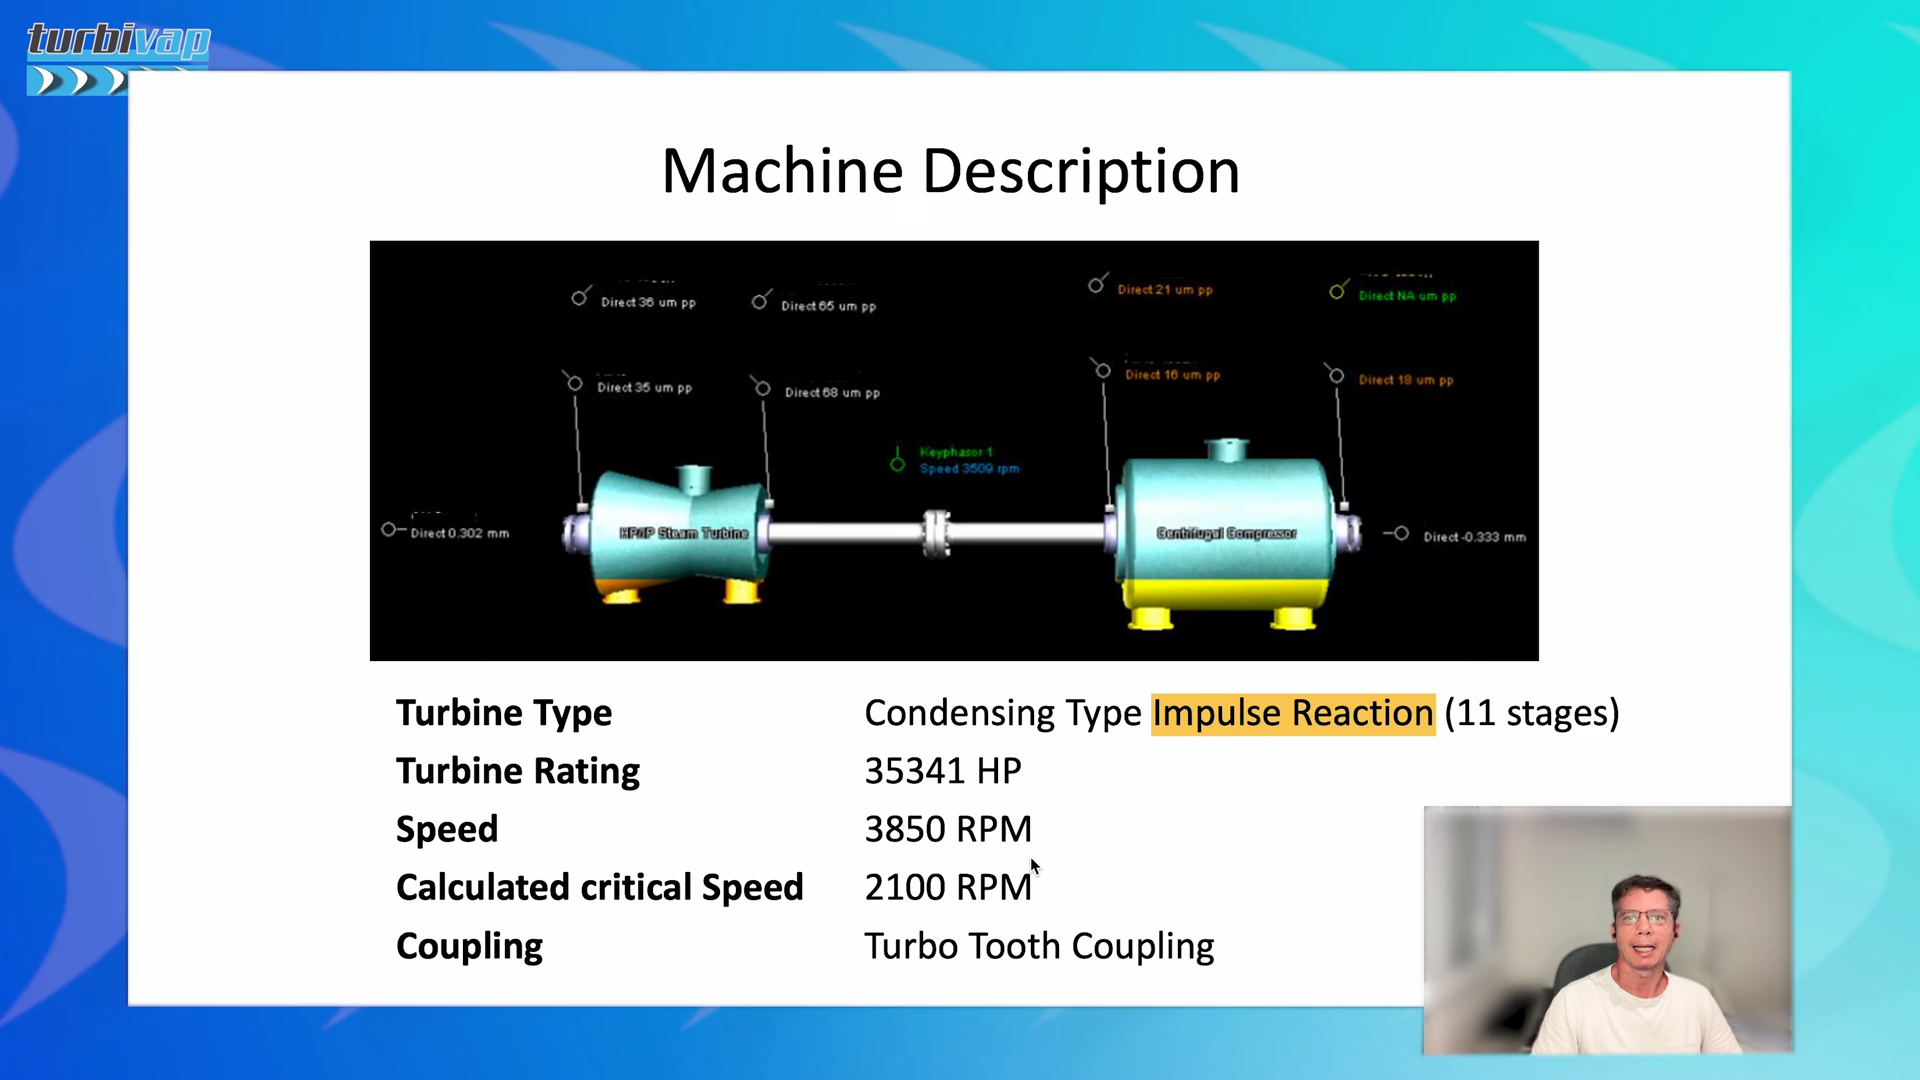 turbivap
Machine Description
Direct 36 um pp
Direct 65 um pp
Direct 21 um pp
Direct NA um pp
Direct 35 um pp
Direct 68 um pp
Direct 16 um pp
Direct 18 um pp
Keyphasor 1
Speed 3509 rpm
Direct 0.302 mm
HP/IP Steam Turbine
Centrifugal Compressor
Direct -0.333 mm
Turbine Type Condensing Type Impulse Reaction (11 stages)
Turbine Rating 35341 HP
Speed 3850 RPM
Calculated critical Speed 2100 RPM
Coupling Turbo Tooth Coupling